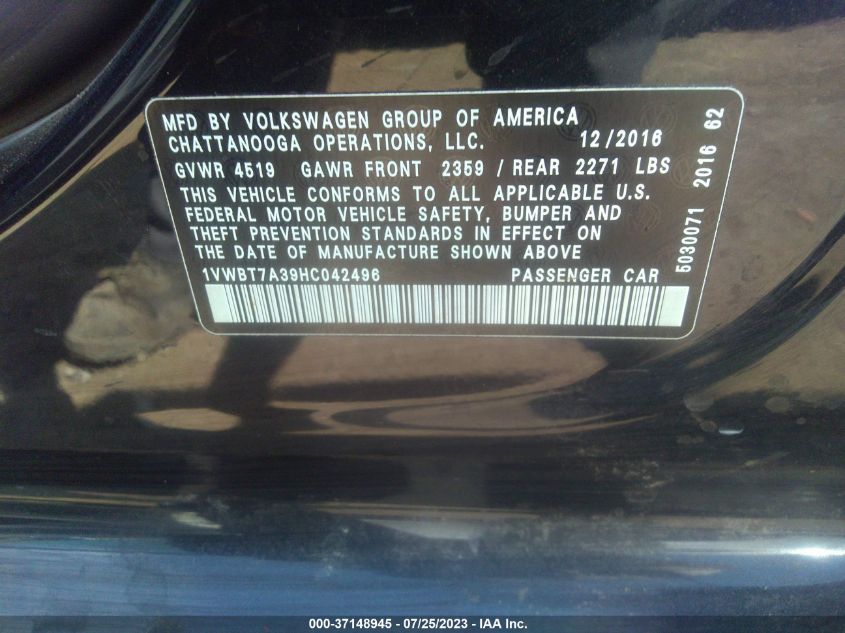 MFD BY VOLKSWAGEN GROUP OF AMERICA
CHATTANOOGA OPERATIONS, LLC. 12/2016
GVWR 4519 GAWR FRONT 2359 / REAR 2271 LBS
THIS VEHICLE CONFORMS TO ALL APPLICABLE U.S.
FEDERAL MOTOR VEHICLE SAFETY, BUMPER AND
THEFT PREVENTION STANDARDS IN EFFECT ON
THE DATE OF MANUFACTURE SHOWN ABOVE
1VWBT7A39HC042496 PASSENGER CAR
5030071 2016 62
000-37148945 - 07/25/2023 - IAA Inc.